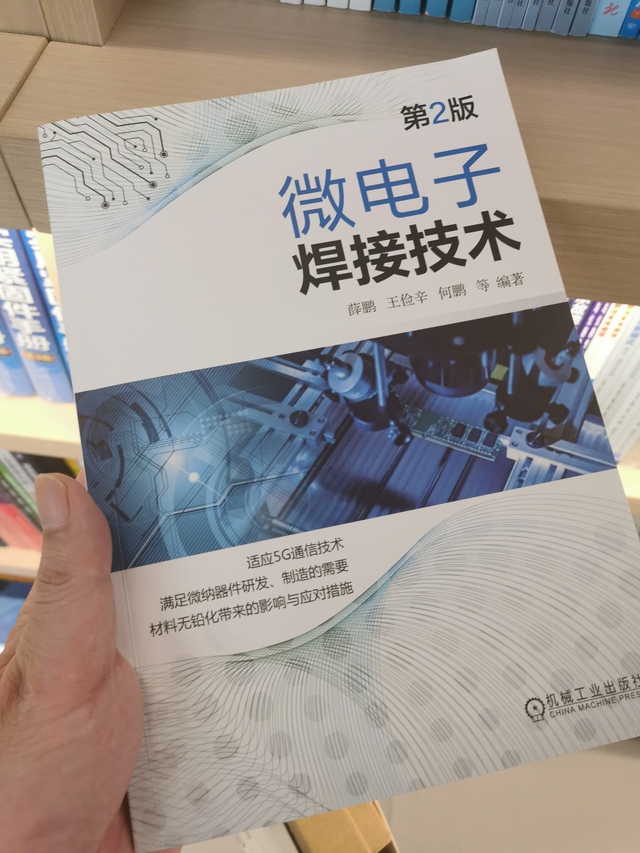 第2版
微电子
焊接技术
薛鹏 王俭辛 何鹏 等 编著
适应5G通信技术
满足微纳器件研发、制造的需要
材料无铅化带来的影响与应对措施
机械工业出版社
CHINA MACHINE PRESS